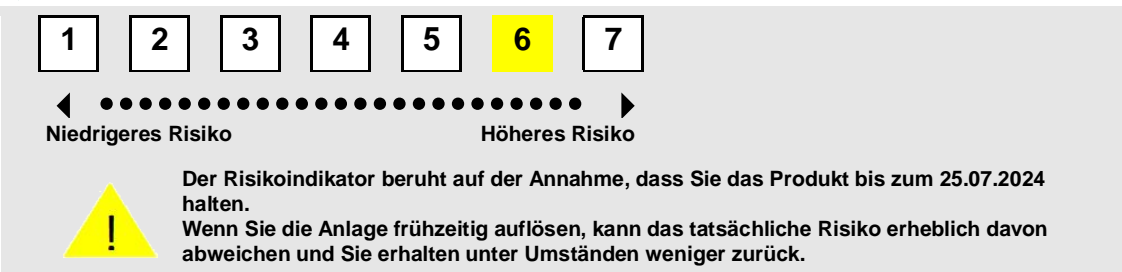 1 2 3 4 5 6 7
Niedrigeres Risiko Höheres Risiko
Der Risikoindikator beruht auf der Annahme, dass Sie das Produkt bis zum 25.07.2024
halten.
Wenn Sie die Anlage frühzeitig auflösen, kann das tatsächliche Risiko erheblich davon
abweichen und Sie erhalten unter Umständen weniger zurück.
!